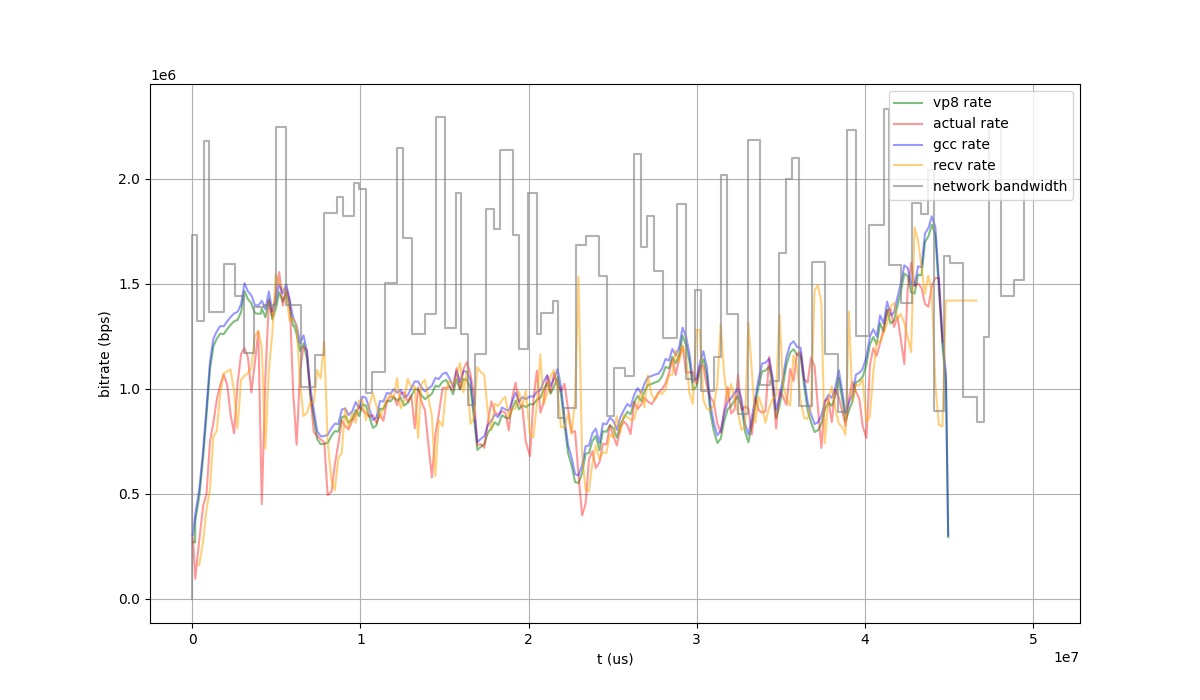 1e6
vp8 rate
actual rate
gcc rate
recv rate
network bandwidth
bitrate (bps)
2.0
1.5
1.0
0.5
0.0
0 1 2 3 4 5
t (us)
1e7